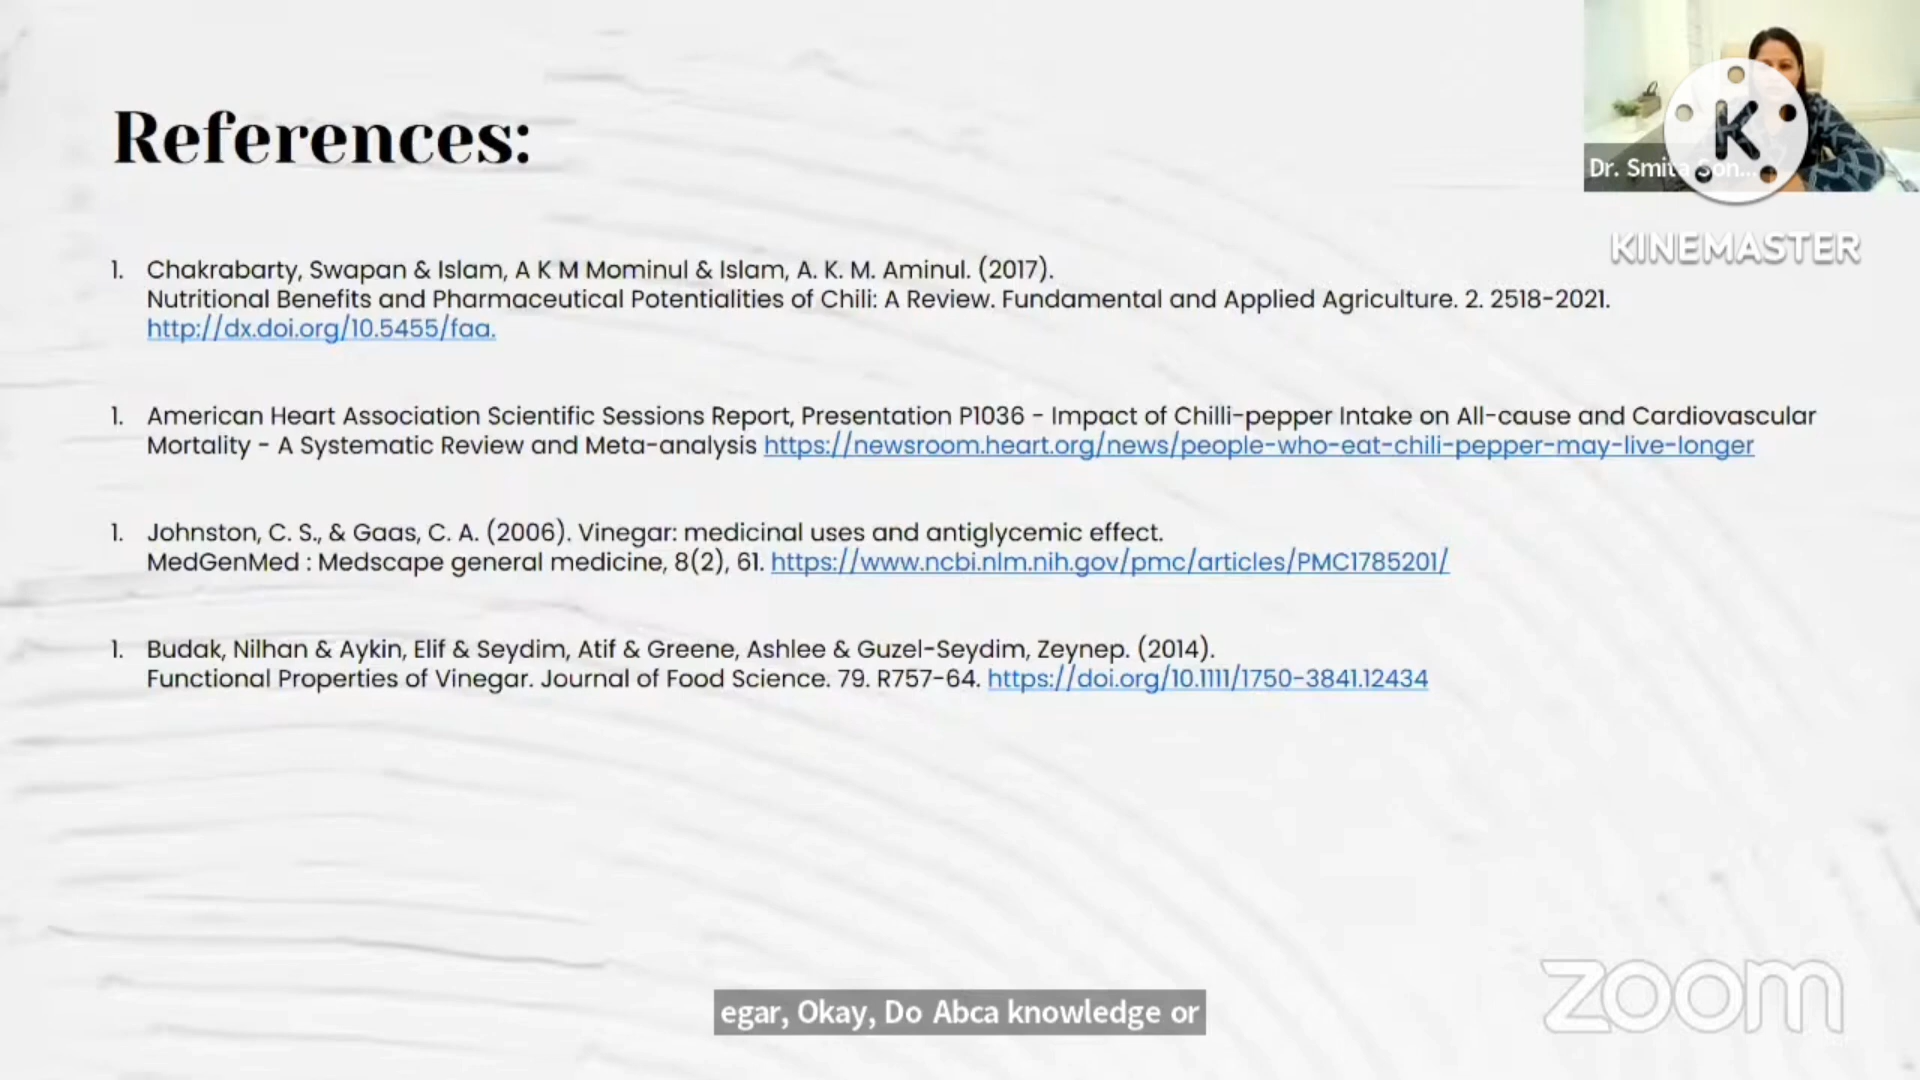 References:
1. Chakrabarty, Swapan & Islam, A K M Mominul & Islam, A. K. M. Aminul. (2017).
Nutritional Benefits and Pharmaceutical Potentialities of Chili: A Review. Fundamental and Applied Agriculture. 2. 2518-2021.
http://dx.doi.org/10.5455/faa.
1. American Heart Association Scientific Sessions Report, Presentation P1036 - Impact of Chilli-pepper Intake on All-cause and Cardiovascular
Mortality - A Systematic Review and Meta-analysis https://newsroom.heart.org/news/people-who-eat-chili-pepper-may-live-longer
1. Johnston, C. S., & Gaas, C. A. (2006). Vinegar: medicinal uses and antiglycemic effect.
MedGenMed : Medscape general medicine, 8(2), 61. https://www.ncbi.nlm.nih.gov/pmc/articles/PMC1785201/
1. Budak, Nilhan & Aykin, Elif & Seydim, Atif & Greene, Ashlee & Guzel-Seydim, Zeynep. (2014).
Functional Properties of Vinegar. Journal of Food Science. 79. R757-64. https://doi.org/10.1111/1750-3841.12434
K
Dr. Smita Son...
KINEMASTER
egar, Okay, Do Abca knowledge or
zoom